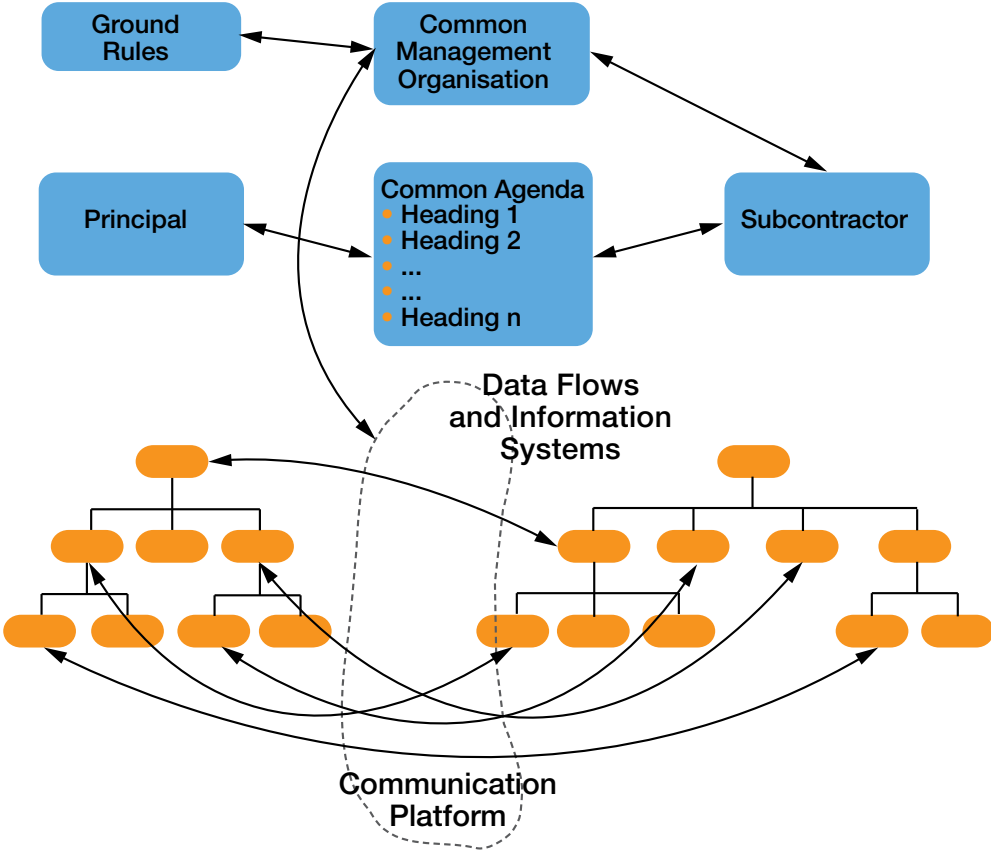 Ground
Rules
Common
Management
Organisation
Principal
Common Agenda
Heading 1
Heading 2
...
...
Heading n
Subcontractor
Data Flows
and Information
Systems
Communication
Platform